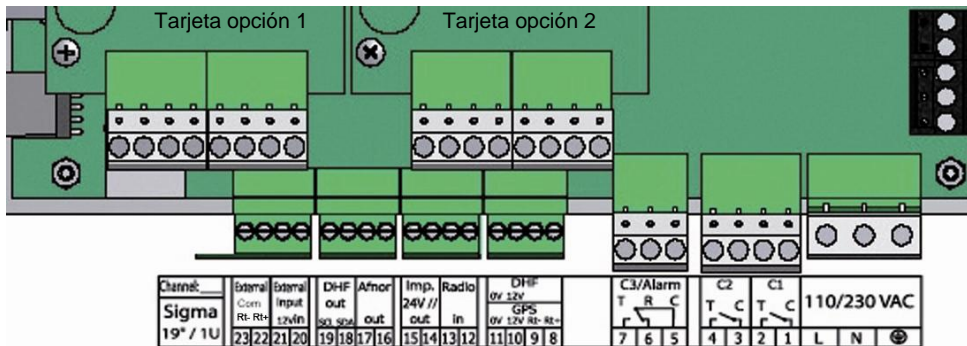 Tarjeta opción 1 Tarjeta opción 2
Channel:____ External External DHF Afnor Imp. Radio DHF C3/Alarm C2 C1
Sigma Com Input out 24V // 0V 12V T R C T C T C 110/230 VAC
Rt- Rt+ 12Vin SCL SDA out out in GPS
19" / 1U 0V 12V Rt- Rt+
23 22 21 20 19 18 17 16 15 14 13 12 11 10 9 8 7 6 5 4 3 2 1 L N